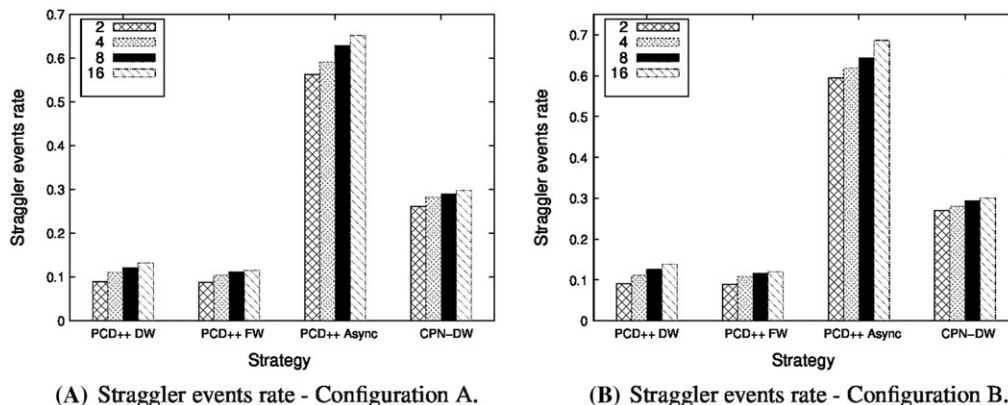 0.7
0.6
0.5
0.4
0.3
0.2
0.1
0
Straggler events rate
2
4
8
16
PCD++ DW
PCD++ FW
PCD++ Async
CPN-DW
Strategy
(A) Straggler events rate - Configuration A.
0.7
0.6
0.5
0.4
0.3
0.2
0.1
0
Straggler events rate
2
4
8
16
PCD++ DW
PCD++ FW
PCD++ Async
CPN-DW
Strategy
(B) Straggler events rate - Configuration B.